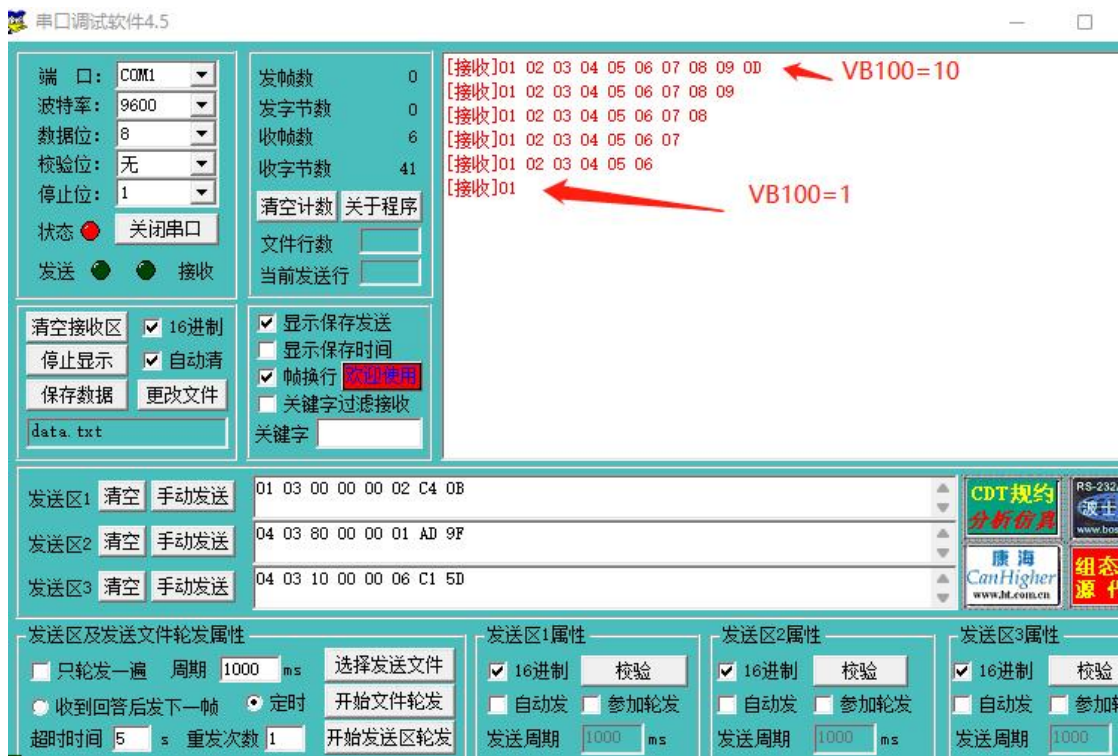 串口调试软件4.5
端 口: COM1
波特率: 9600
数据位: 8
校验位: 无
停止位: 1
状态 关闭串口
发送 接收
发帧数 0
发字节数 0
收帧数 6
收字节数 41
清空计数 关于程序
文件行数
当前发送行
[接收]01 02 03 04 05 06 07 08 09 0D VB100=10
[接收]01 02 03 04 05 06 07 08 09
[接收]01 02 03 04 05 06 07 08
[接收]01 02 03 04 05 06 07
[接收]01 02 03 04 05 06
[接收]01
VB100=1
清空接收区 16进制
停止显示 自动清
保存数据 更改文件
data.txt
显示保存发送
显示保存时间
帧换行 欢迎使用
关键字过滤接收
关键字
发送区1 清空 手动发送 01 03 00 00 00 02 C4 0B
发送区2 清空 手动发送 04 03 80 00 00 01 AD 9F
发送区3 清空 手动发送 04 03 10 00 00 06 C1 5D
CDT规约
分析仿真
RS-232
波士
www.bos
康海
CanHigher
www.ht.com.cn
组态
源 代
发送区及发送文件轮发属性
只轮发一遍 周期 1000 ms 选择发送文件
收到回答后发下一帧 定时 开始文件轮发
超时时间 5 s 重发次数 1 开始发送区轮发
发送区1属性
16进制 校验
自动发 参加轮发
发送周期 1000 ms
发送区2属性
16进制 校验
自动发 参加轮发
发送周期 1000 ms
发送区3属性
16进制 校验
自动发 参加轮
发送周期 1000